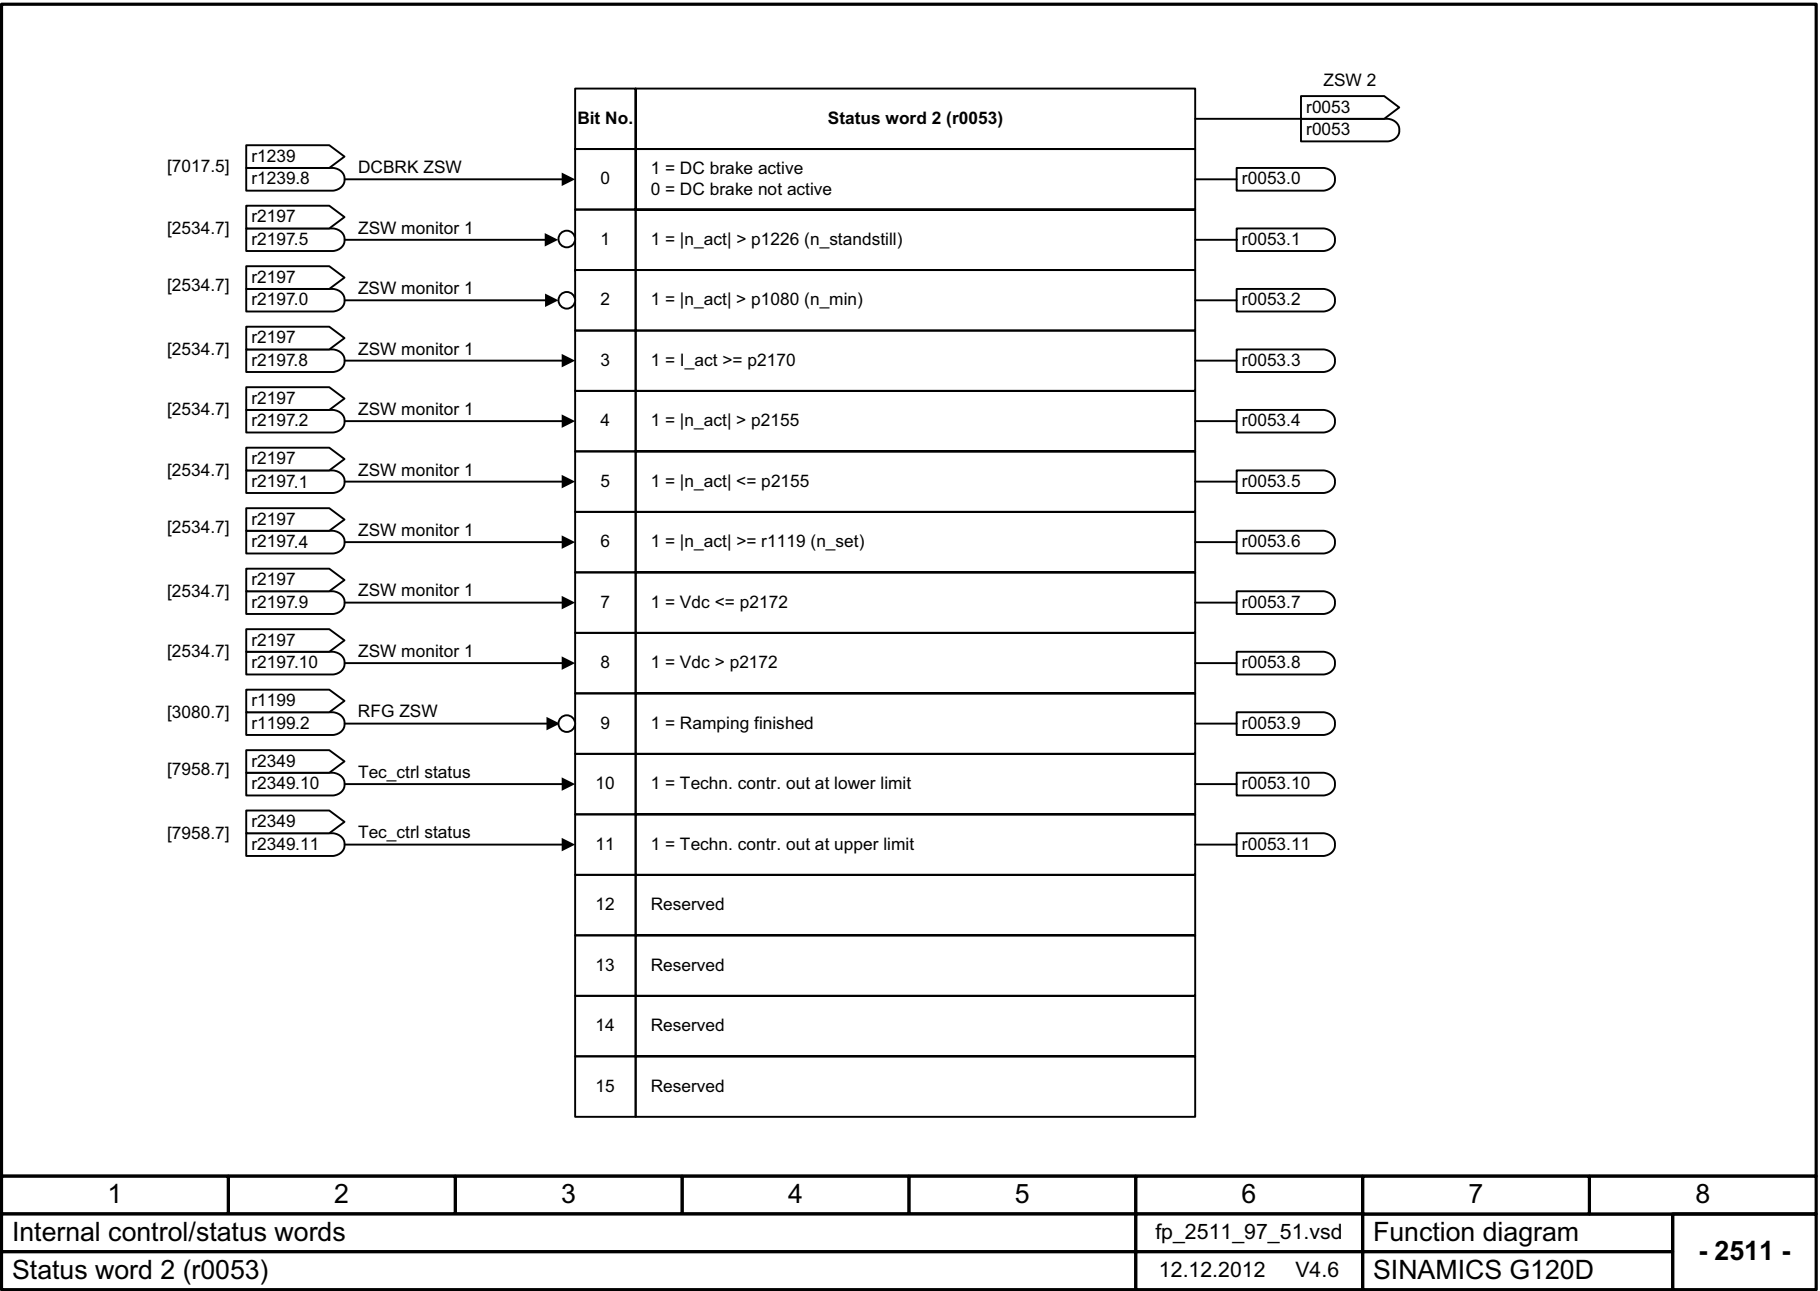 ZSW 2
r0053
r0053
Bit No. Status word 2 (r0053)
[7017.5] r1239 DCBRK ZSW
r1239.8
0 1 = DC brake active
0 = DC brake not active
r0053.0
[2534.7] r2197 ZSW monitor 1
r2197.5
1 1 = |n_act| > p1226 (n_standstill) r0053.1
[2534.7] r2197 ZSW monitor 1
r2197.0
2 1 = |n_act| > p1080 (n_min) r0053.2
[2534.7] r2197 ZSW monitor 1
r2197.8
3 1 = I_act >= p2170 r0053.3
[2534.7] r2197 ZSW monitor 1
r2197.2
4 1 = |n_act| > p2155 r0053.4
[2534.7] r2197 ZSW monitor 1
r2197.1
5 1 = |n_act| <= p2155 r0053.5
[2534.7] r2197 ZSW monitor 1
r2197.4
6 1 = |n_act| >= r1119 (n_set) r0053.6
[2534.7] r2197 ZSW monitor 1
r2197.9
7 1 = Vdc <= p2172 r0053.7
[2534.7] r2197 ZSW monitor 1
r2197.10
8 1 = Vdc > p2172 r0053.8
[3080.7] r1199 RFG ZSW
r1199.2
9 1 = Ramping finished r0053.9
[7958.7] r2349 Tec_ctrl status
r2349.10
10 1 = Techn. contr. out at lower limit r0053.10
[7958.7] r2349 Tec_ctrl status
r2349.11
11 1 = Techn. contr. out at upper limit r0053.11
12 Reserved
13 Reserved
14 Reserved
15 Reserved
1 2 3 4 5 6 7 8
Internal control/status words fp_2511_97_51.vsd Function diagram
- 2511 -
Status word 2 (r0053) 12.12.2012 V4.6 SINAMICS G120D